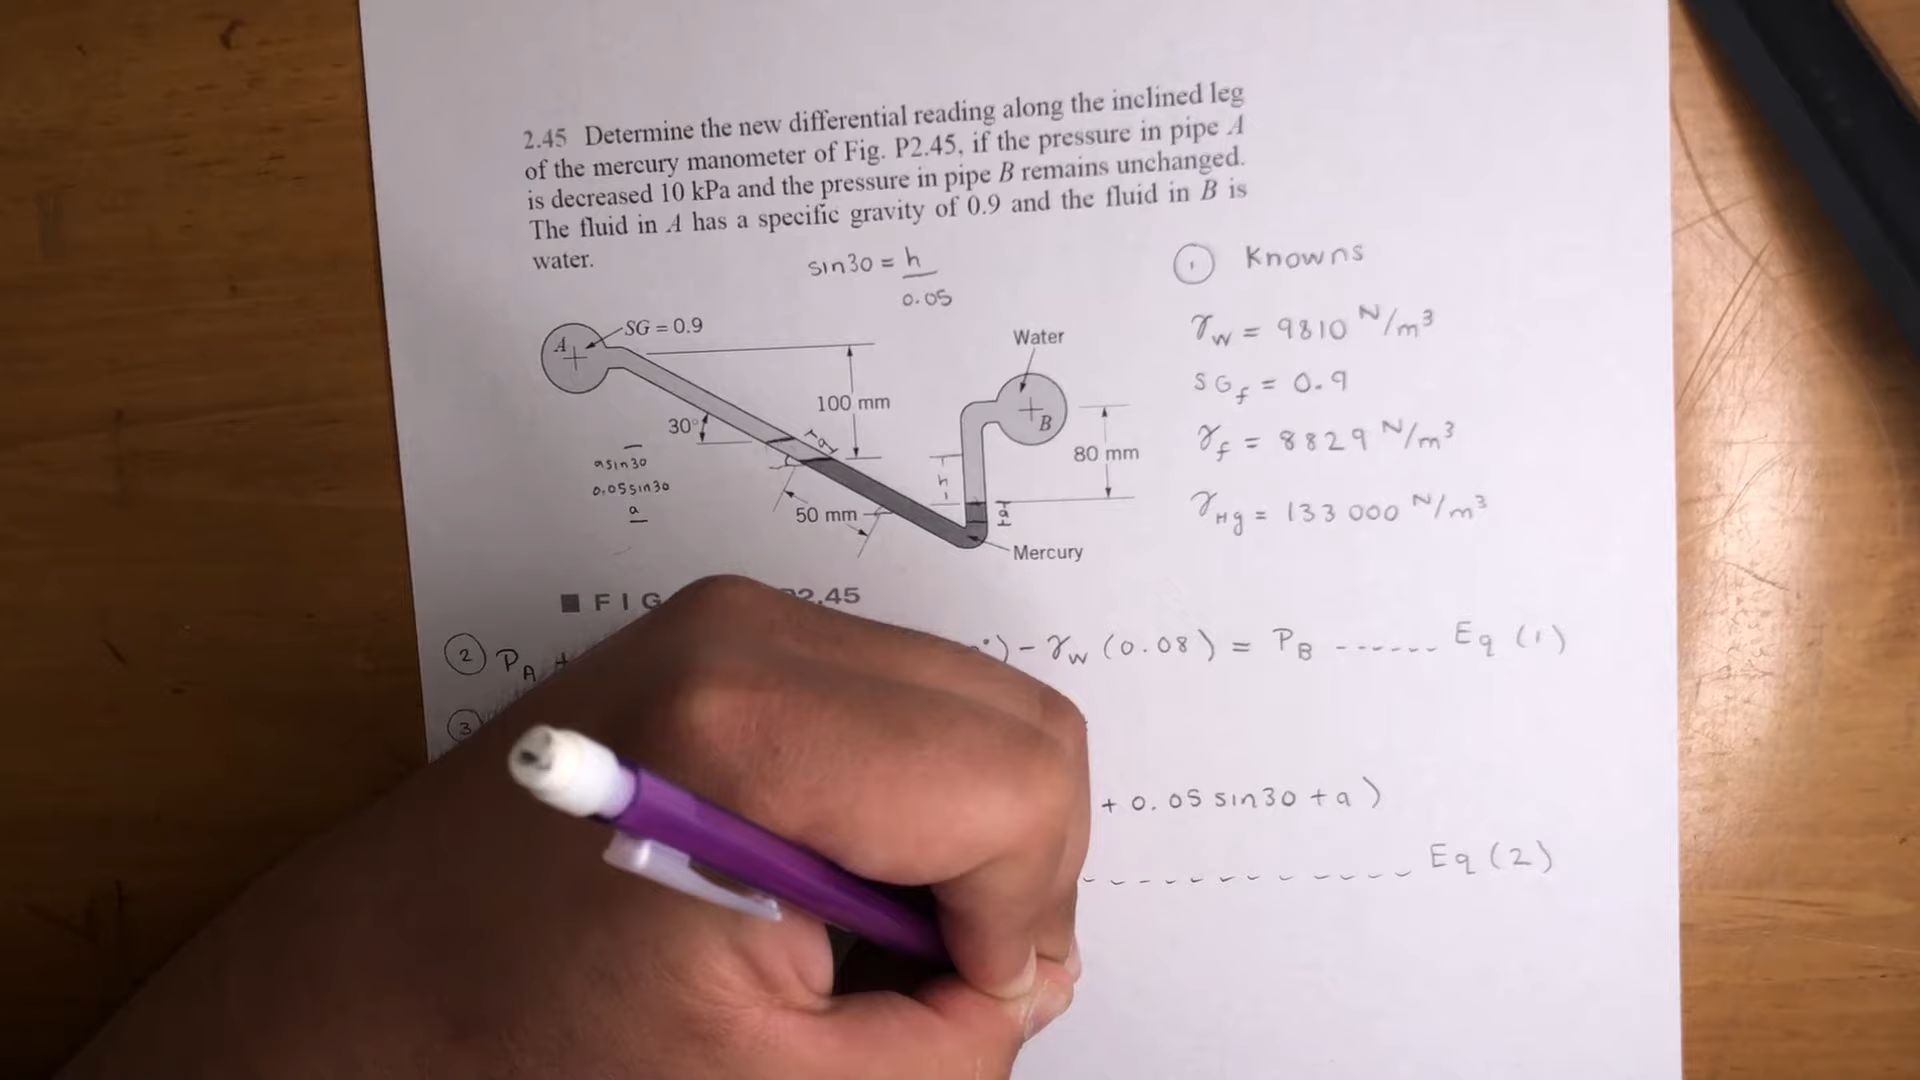 2.45 Determine the new differential reading along the inclined leg
of the mercury manometer of Fig. P2.45, if the pressure in pipe A
is decreased 10 kPa and the pressure in pipe B remains unchanged.
The fluid in A has a specific gravity of 0.9 and the fluid in B is
water.
sin30 = h
0.05
1 Knowns
γw = 9810 N/m³
SGf = 0.9
γf = 8829 N/m³
γHg = 133 000 N/m³
A
SG = 0.9
Water
100 mm
30°
a
B
80 mm
h
a sin30
0.05sin30
a
50 mm
a
Mercury
FIG P2.45
2 PA + °) - γw (0.08) = PB ------ Eq (1)
3
+ 0.05 sin30 + a )
------------- Eq (2)